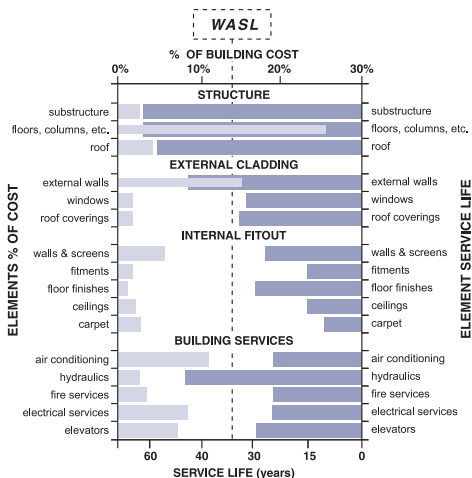 WASL
% OF BUILDING COST
0% 10% 20% 30%
STRUCTURE
substructure substructure
floors, columns, etc. floors, columns, etc.
roof roof
EXTERNAL CLADDING
external walls external walls
windows windows
roof coverings roof coverings
INTERNAL FITOUT
walls & screens walls & screens
fitments fitments
floor finishes floor finishes
ceilings ceilings
carpet carpet
BUILDING SERVICES
air conditioning air conditioning
hydraulics hydraulics
fire services fire services
electrical services electrical services
elevators elevators
60 40 30 15 0
SERVICE LIFE (years)
ELEMENTS % OF COST
ELEMENT SERVICE LIFE